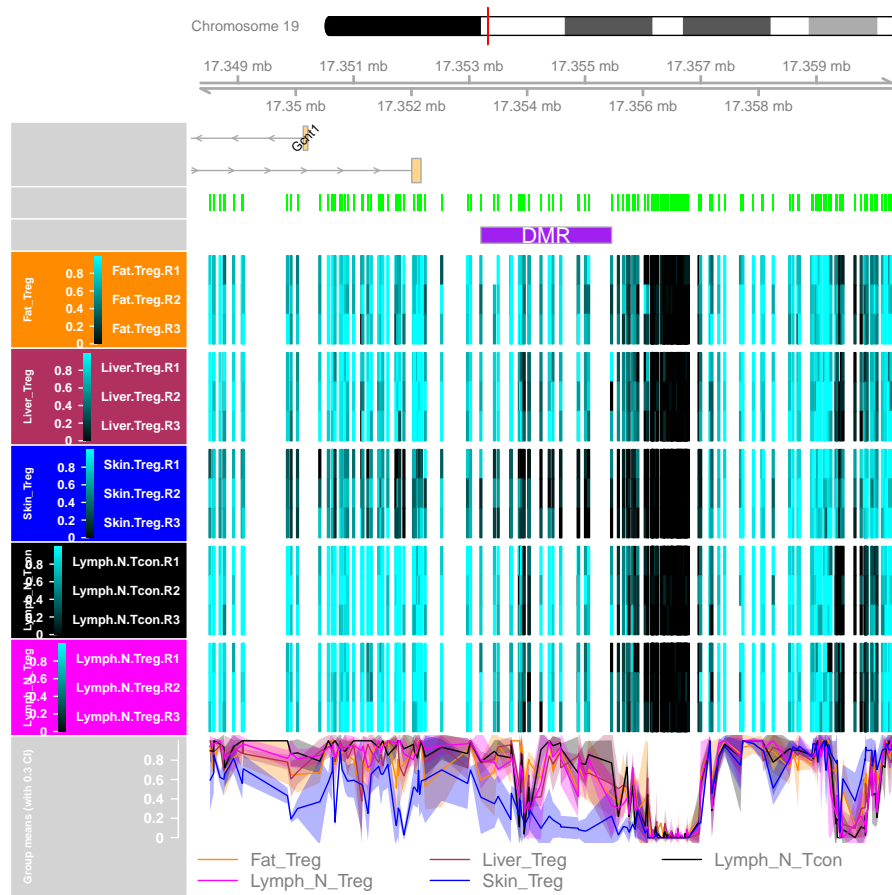 Chromosome 19
17.349 mb 17.351 mb 17.353 mb 17.355 mb 17.357 mb 17.359 mb
17.35 mb 17.352 mb 17.354 mb 17.356 mb 17.358 mb
Gcnt1
DMR
Fat_Treg
0.8
0.6
0.4
0.2
0
Fat.Treg.R1
Fat.Treg.R2
Fat.Treg.R3
Liver_Treg
0.8
0.6
0.4
0.2
0
Liver.Treg.R1
Liver.Treg.R2
Liver.Treg.R3
Skin_Treg
0.8
0.6
0.4
0.2
0
Skin.Treg.R1
Skin.Treg.R2
Skin.Treg.R3
Lymph_N_Tcon
0.8
0.6
0.4
0.2
0
Lymph.N.Tcon.R1
Lymph.N.Tcon.R2
Lymph.N.Tcon.R3
Lymph_N_Treg
0.8
0.6
0.4
0.2
0
Lymph.N.Treg.R1
Lymph.N.Treg.R2
Lymph.N.Treg.R3
Group means (with 0.3 CI)
0.8
0.6
0.4
0.2
0
Fat_Treg Liver_Treg Lymph_N_Tcon
Lymph_N_Treg Skin_Treg